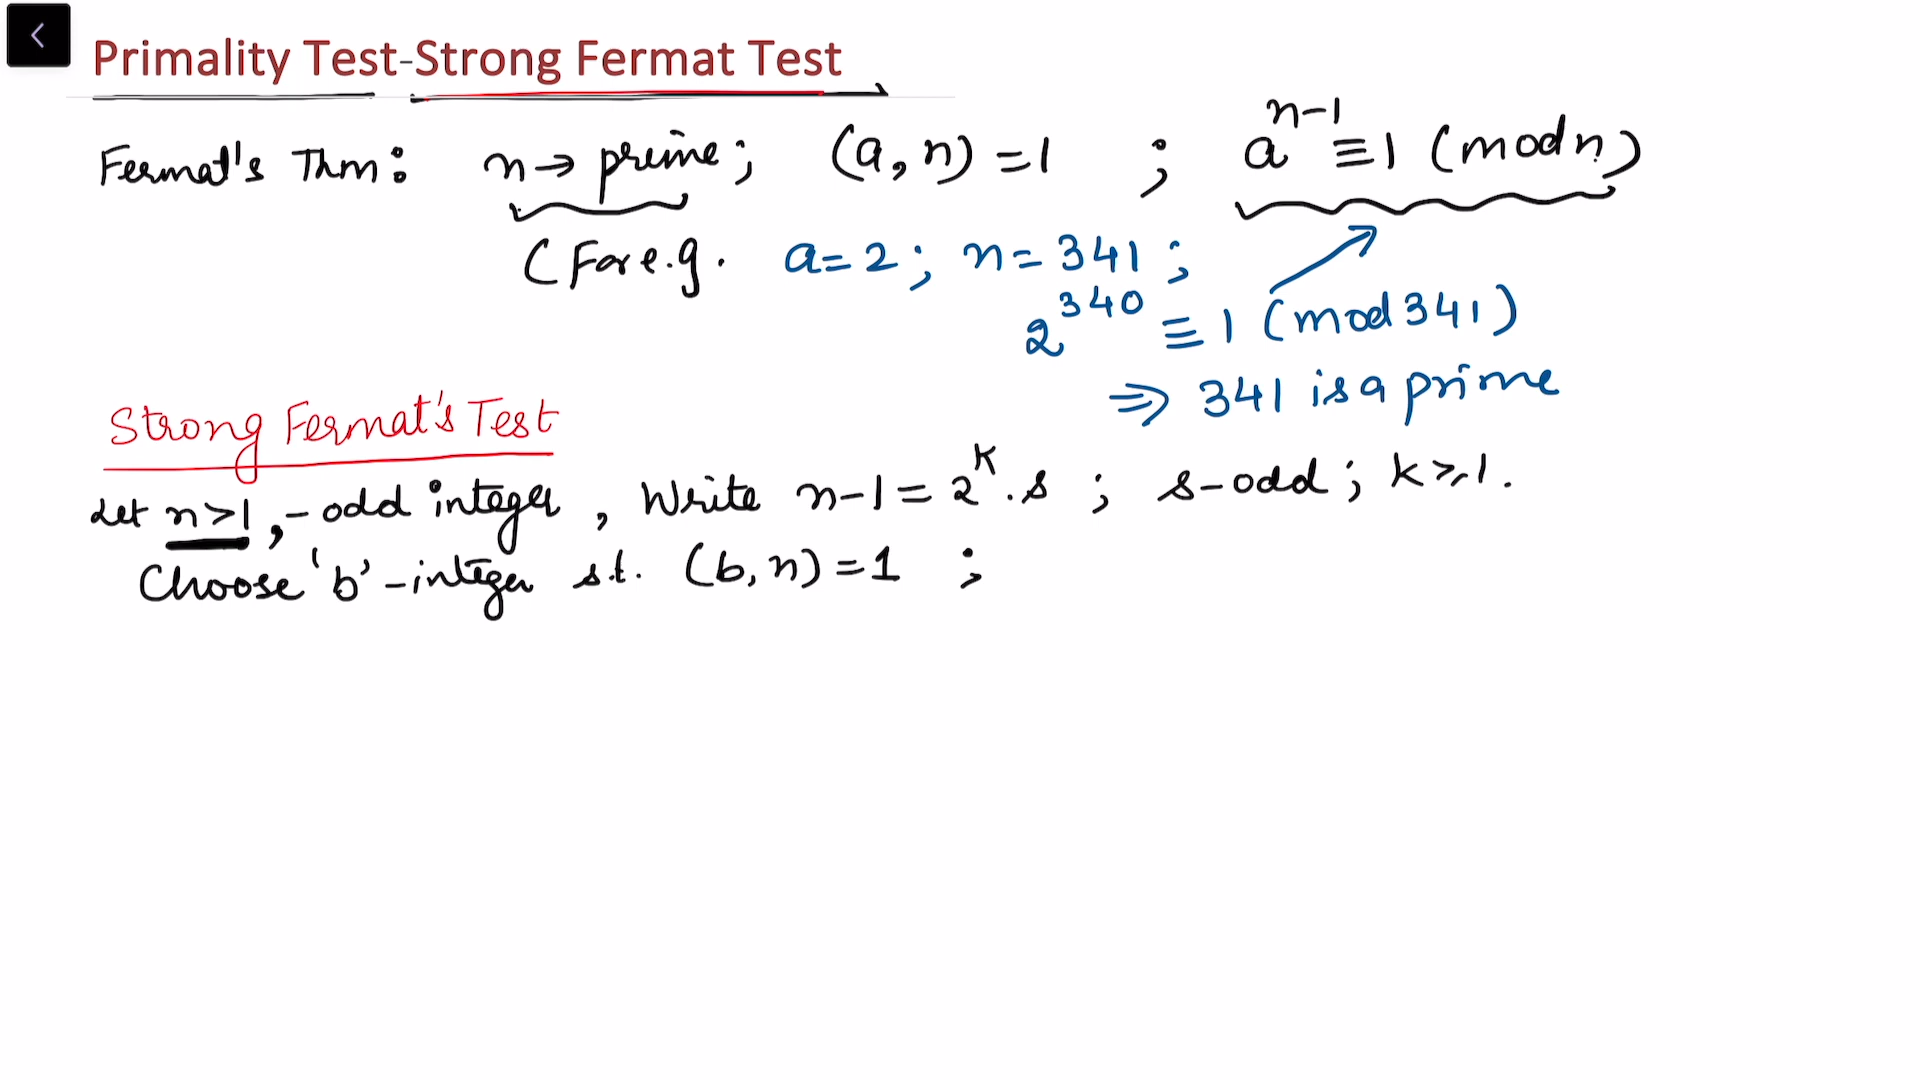 Primality Test-Strong Fermat Test
Fermat's Thm: n → prime; (a, n) = 1 ; a^{n-1} ≡ 1 (mod n)
(For e.g. a = 2; n = 341;
2^{340} ≡ 1 (mod 341)
⇒ 341 is a prime
Strong Fermat's Test
Let n>1, - odd integer, Write n-1 = 2^k . s ; s-odd; k ≥ 1.
Choose 'b' - integer s.t. (b, n) = 1 ;